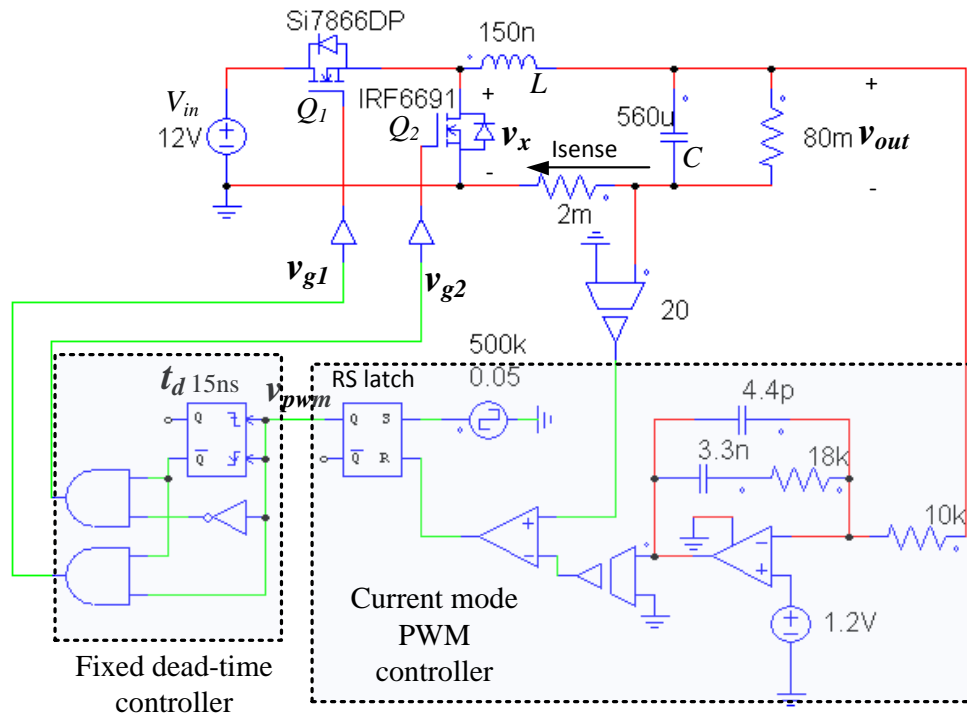 Si7866DP
150n
L
V_in
12V
Q_1
IRF6691
Q_2
+
v_x
-
Isense
2m
560u
C
80m
+
v_out
-
v_g1
v_g2
20
t_d 15ns
v_pwm
RS latch
500k
0.05
4.4p
3.3n
18k
10k
Q
Q
Q
S
Q
R
+
-
-
+
1.2V
Current mode
PWM
controller
Fixed dead-time
controller